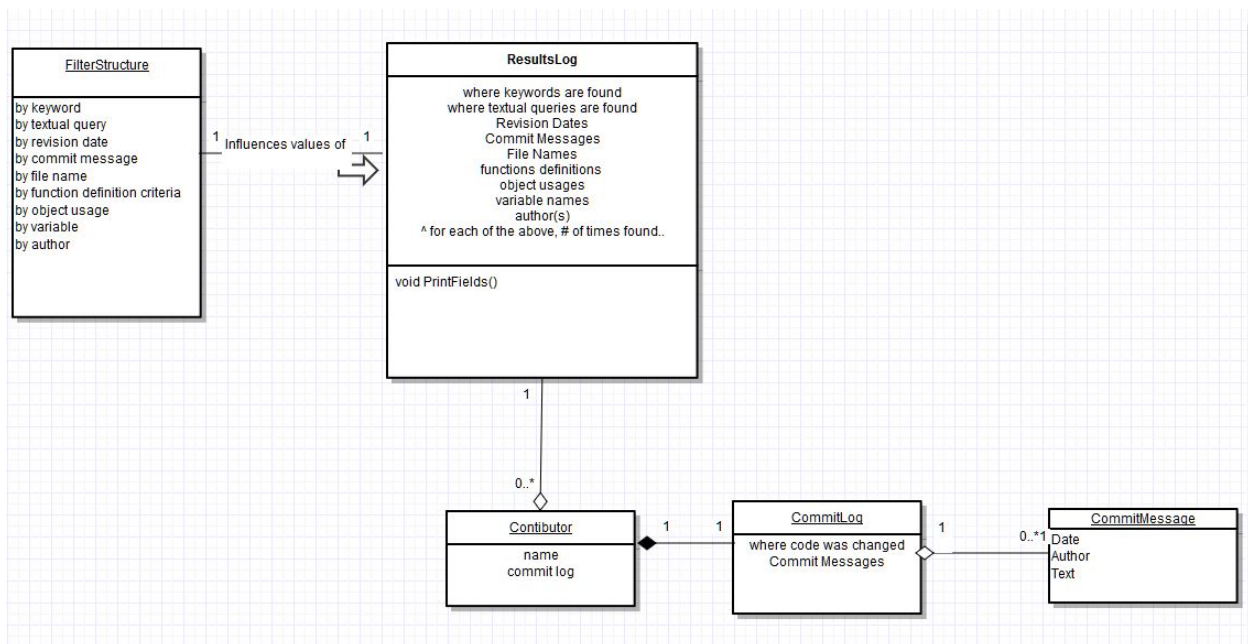 FilterStructure
by keyword
by textual query
by revision date
by commit message
by file name
by function definition criteria
by object usage
by variable
by author
1
Influences values of
1
ResultsLog
where keywords are found
where textual queries are found
Revision Dates
Commit Messages
File Names
functions definitions
object usages
variable names
author(s)
^ for each of the above, # of times found..
void PrintFields()
1
0..*
Contibutor
name
commit log
1
1
CommitLog
where code was changed
Commit Messages
1
0..*1
CommitMessage
Date
Author
Text